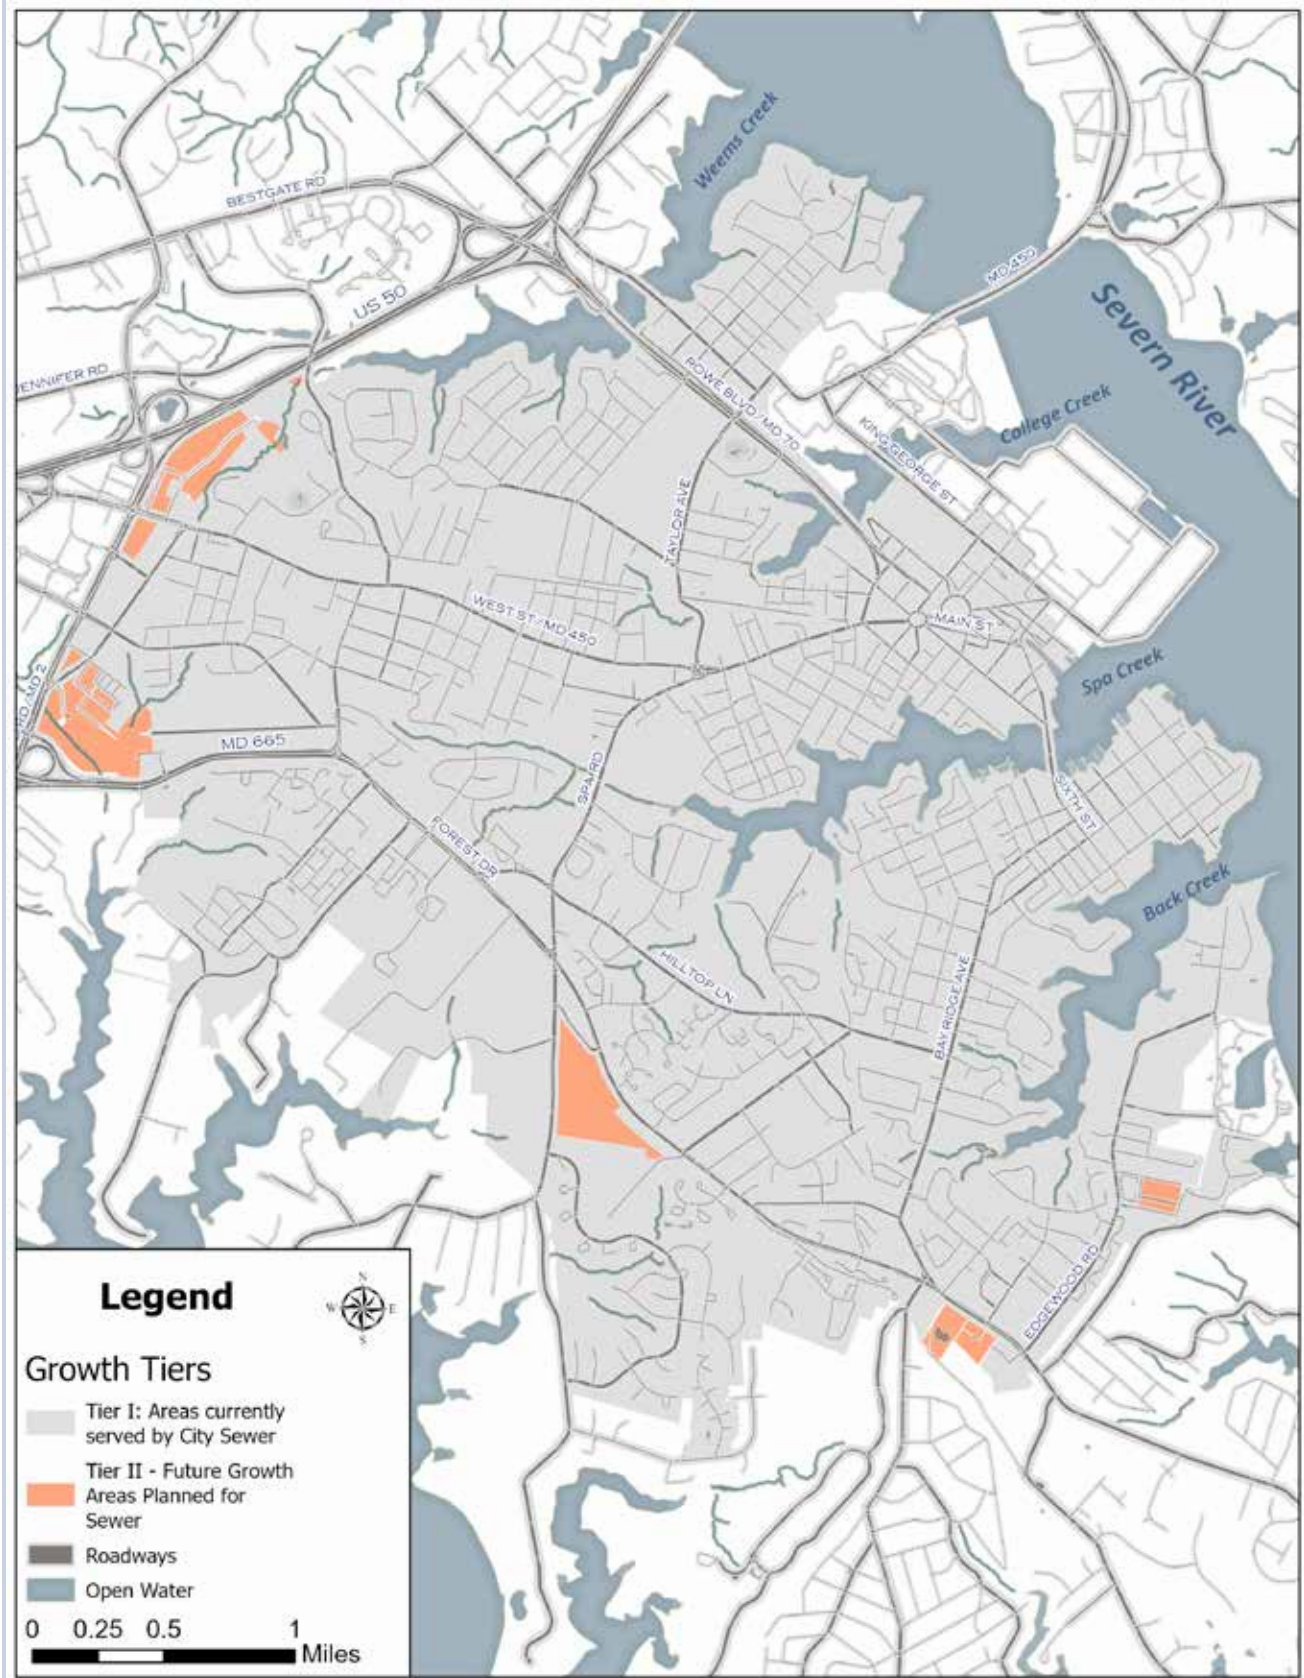 Weems Creek
BESTGATE RD
MD 450
US 50
Severn River
JENNIFER RD
ROWE BLVD / MD 70
College Creek
KING GEORGE ST
TAYLOR AVE
WEST ST / MD 450
MAIN ST
Spa Creek
RD / MD 2
MD 665
SPA RD
SIXTH ST
FOREST DR
Back Creek
HILLTOP LN
BAY RIDGE AVE
EDGEWOOD RD
Legend
N
W E
S
Growth Tiers
Tier I: Areas currently
served by City Sewer
Tier II - Future Growth
Areas Planned for
Sewer
Roadways
Open Water
0 0.25 0.5 1
Miles